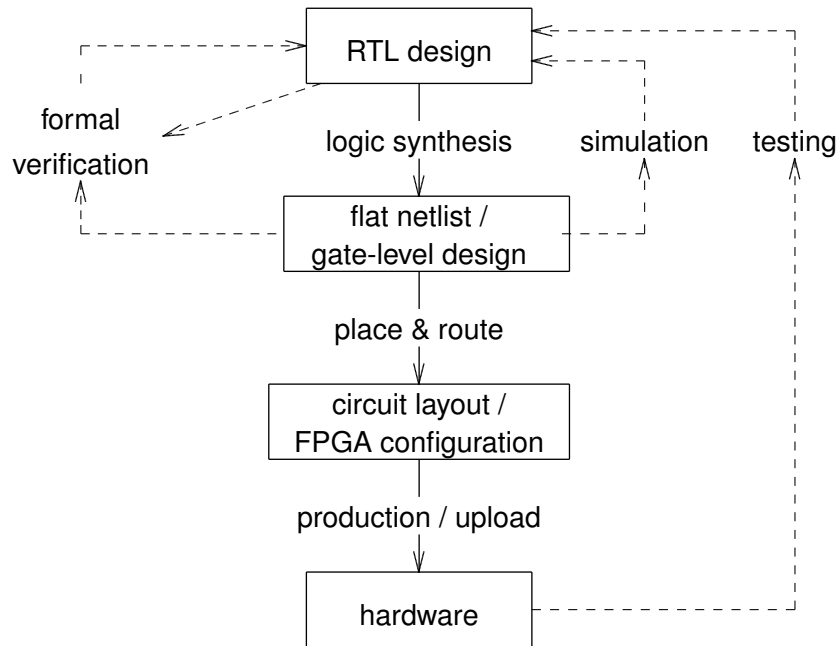 RTL design
formal
verification
logic synthesis
simulation
testing
flat netlist /
gate-level design
place & route
circuit layout /
FPGA configuration
production / upload
hardware